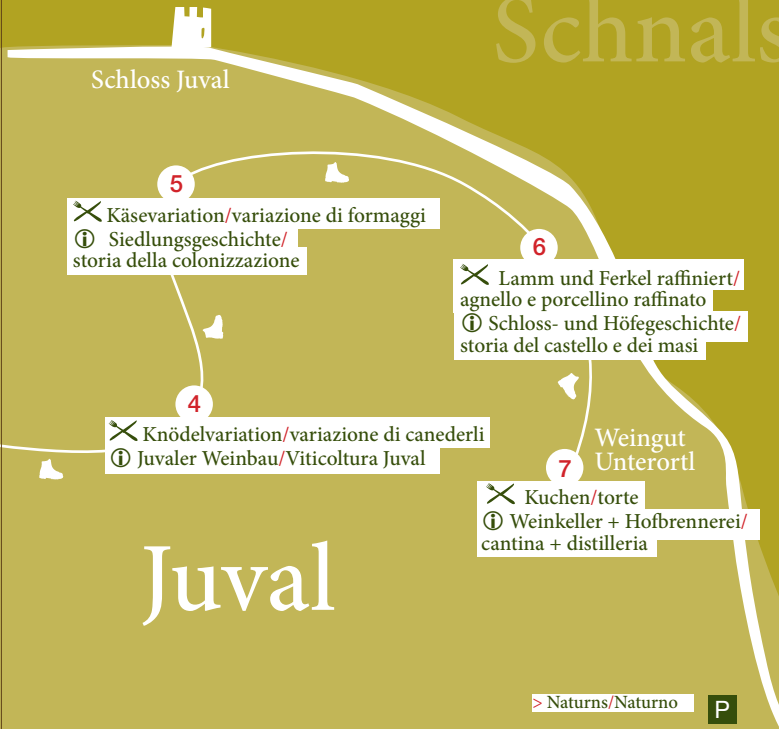 Schnals
Schloss Juval
5
Käsevariation/variazione di formaggi
Siedlungsgeschichte/
storia della colonizzazione
6
Lamm und Ferkel raffiniert/
agnello e porcellino raffinato
Schloss- und Höfegeschichte/
storia del castello e dei masi
4
Knödelvariation/variazione di canederli
Juvaler Weinbau/Viticoltura Juval
Weingut
Unterortl
7
Kuchen/torte
Weinkeller + Hofbrennerei/
cantina + distilleria
Juval
> Naturns/Naturno
P